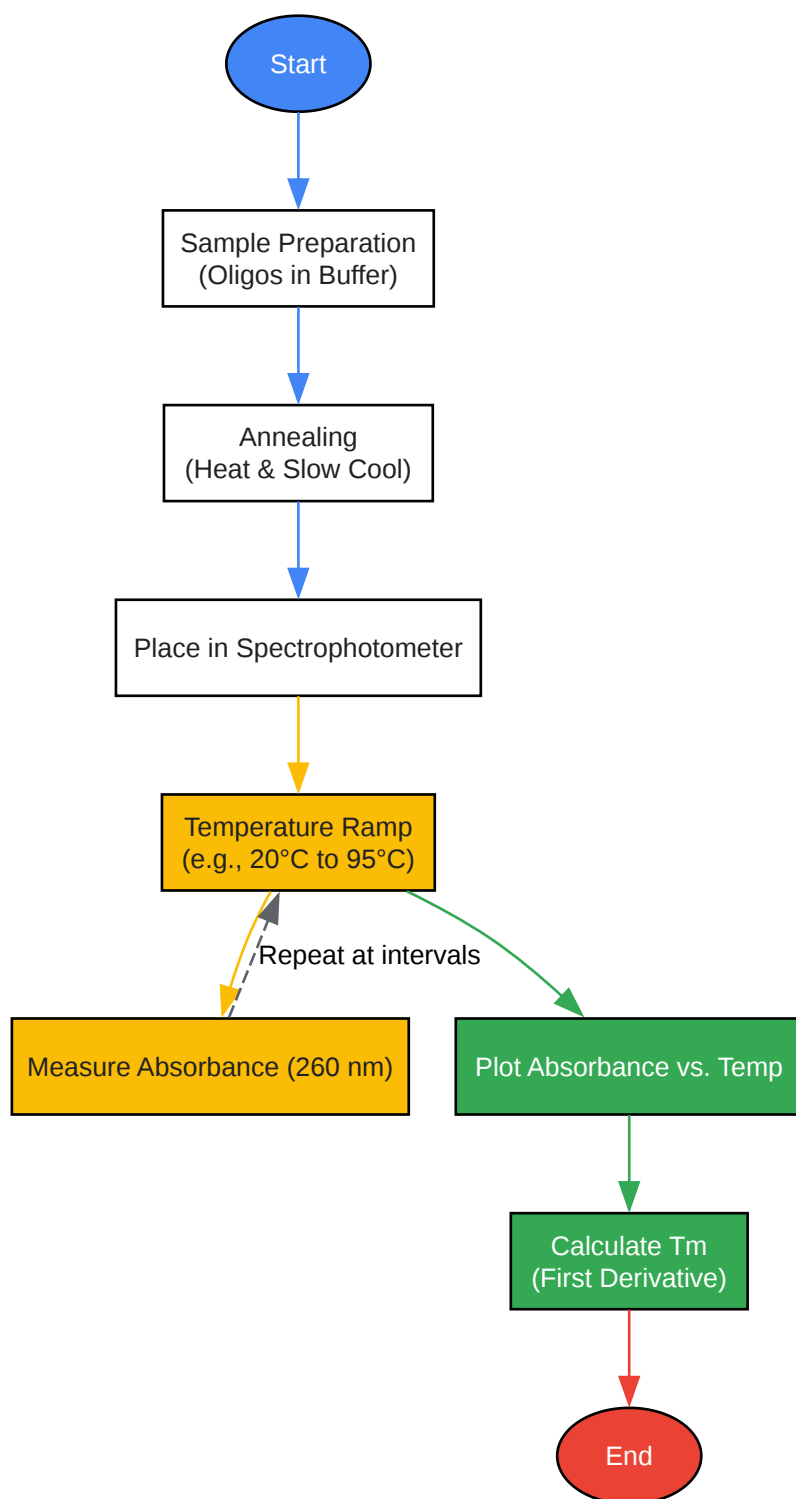 Start
Sample Preparation
(Oligos in Buffer)
Annealing
(Heat & Slow Cool)
Place in Spectrophotometer
Temperature Ramp
(e.g., 20°C to 95°C)
Repeat at intervals
Measure Absorbance (260 nm)
Plot Absorbance vs. Temp
Calculate Tm
(First Derivative)
End